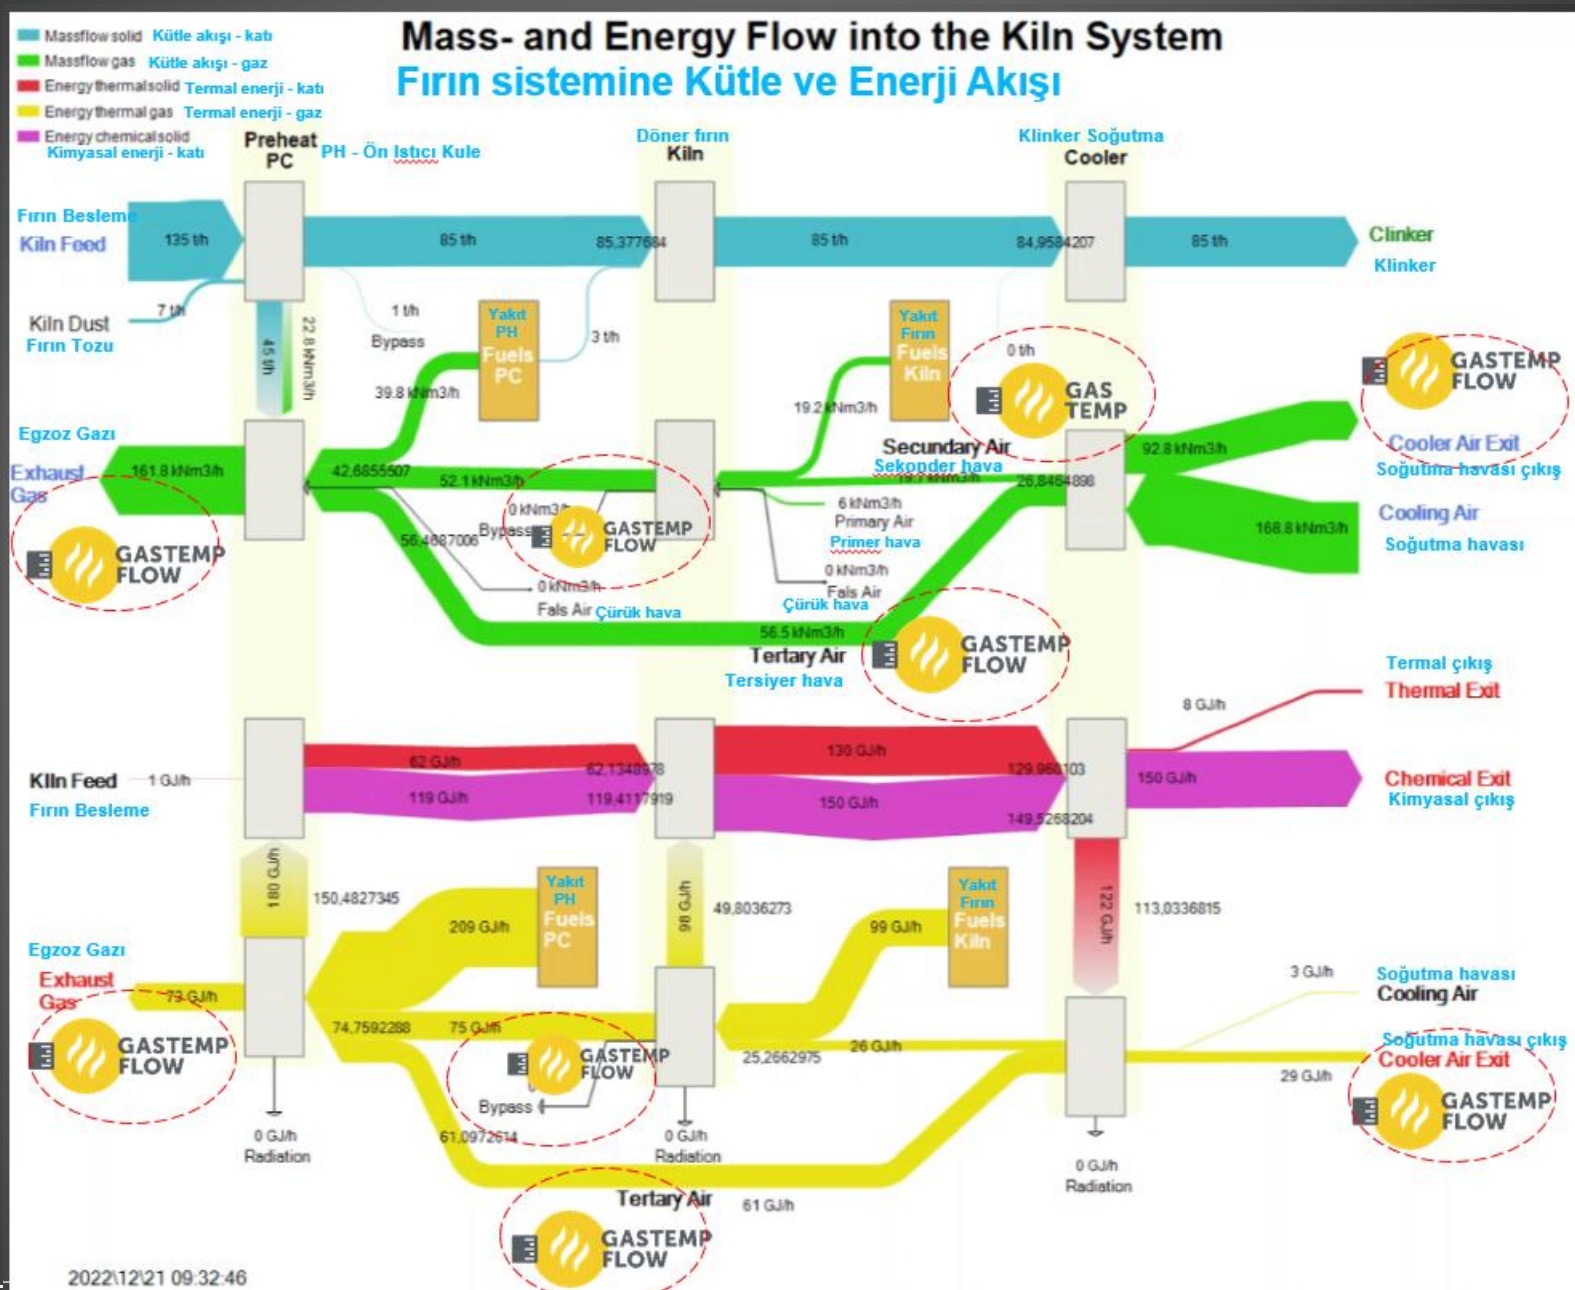 Mass- and Energy Flow into the Kiln System
Fırın sistemine Kütle ve Enerji Akışı
Massflow solid Kütle akışı - katı
Massflow gas Kütle akışı - gaz
Energy thermal solid Termal enerji - katı
Energy thermal gas Termal enerji - gaz
Energy chemical solid
Kimyasal enerji - katı
Preheat
PC
PH - Ön Istıcı Kule
Döner fırın
Kiln
Klinker Soğutma
Cooler
Fırın Besleme
Kiln Feed
135 t/h
85 t/h
85,377684
85 t/h
84,9584207
85 t/h
Clinker
Klinker
Kiln Dust
Fırın Tozu
7 t/h
45 t/h
22.8 kNm3/h
1 t/h
Bypass
Yakıt
PH
Fuels
PC
3 t/h
39.8 kNm3/h
Yakıt
Fırın
Fuels
Kiln
0 t/h
GAS
TEMP
GASTEMP
FLOW
19.2 kNm3/h
Egzoz Gazı
Exhaust
Gas
161.8 kNm3/h
42,6855507
52.1 kNm3/h
Secundary Air
Sekonder hava
26,8454898
92.8 kNm3/h
Cooler Air Exit
Soğutma havası çıkış
0 kNm3/h
Bypass
GASTEMP
FLOW
6 kNm3/h
Primary Air
Primer hava
168.8 kNm3/h
Cooling Air
Soğutma havası
GASTEMP
FLOW
56,4687006
0 kNm3/h
Fals Air Çürük hava
0 kNm3/h
Fals Air
Çürük hava
56.5 kNm3/h
Tertary Air
Tersiyer hava
GASTEMP
FLOW
Termal çıkış
Thermal Exit
8 GJ/h
KIln Feed
1 GJ/h
Fırın Besleme
62 GJ/h
62,1348978
119 GJ/h
119,4117919
130 GJ/h
129,960103
150 GJ/h
149,5268204
150 GJ/h
Chemical Exit
Kimyasal çıkış
180 GJ/h
150,4827345
Yakıt
PH
Fuels
PC
209 GJ/h
98 GJ/h
49,8036273
99 GJ/h
Yakıt
Fırın
Fuels
Kiln
122 GJ/h
113,0336815
Egzoz Gazı
Exhaust
Gas
73 GJ/h
3 GJ/h
Soğutma havası
Cooling Air
74,7592288
75 GJ/h
25,2662975
26 GJ/h
Soğutma havası çıkış
Cooler Air Exit
29 GJ/h
GASTEMP
FLOW
GASTEMP
FLOW
Bypass
GASTEMP
FLOW
61,0972614
0 GJ/h
Radiation
0 GJ/h
Radiation
0 GJ/h
Radiation
Tertary Air
61 GJ/h
GASTEMP
FLOW
2022\12\21 09:32:46